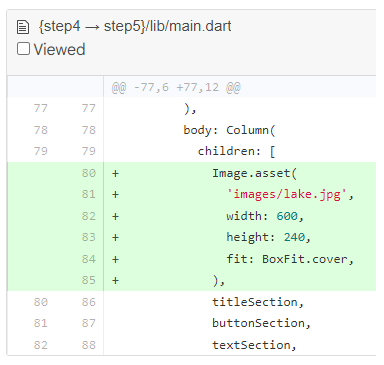 {step4 → step5}/lib/main.dart
Viewed
@@ -77,6 +77,12 @@
77 77 ),
78 78 body: Column(
79 79 children: [
80 + Image.asset(
81 + 'images/lake.jpg',
82 + width: 600,
83 + height: 240,
84 + fit: BoxFit.cover,
85 + ),
80 86 titleSection,
81 87 buttonSection,
82 88 textSection,